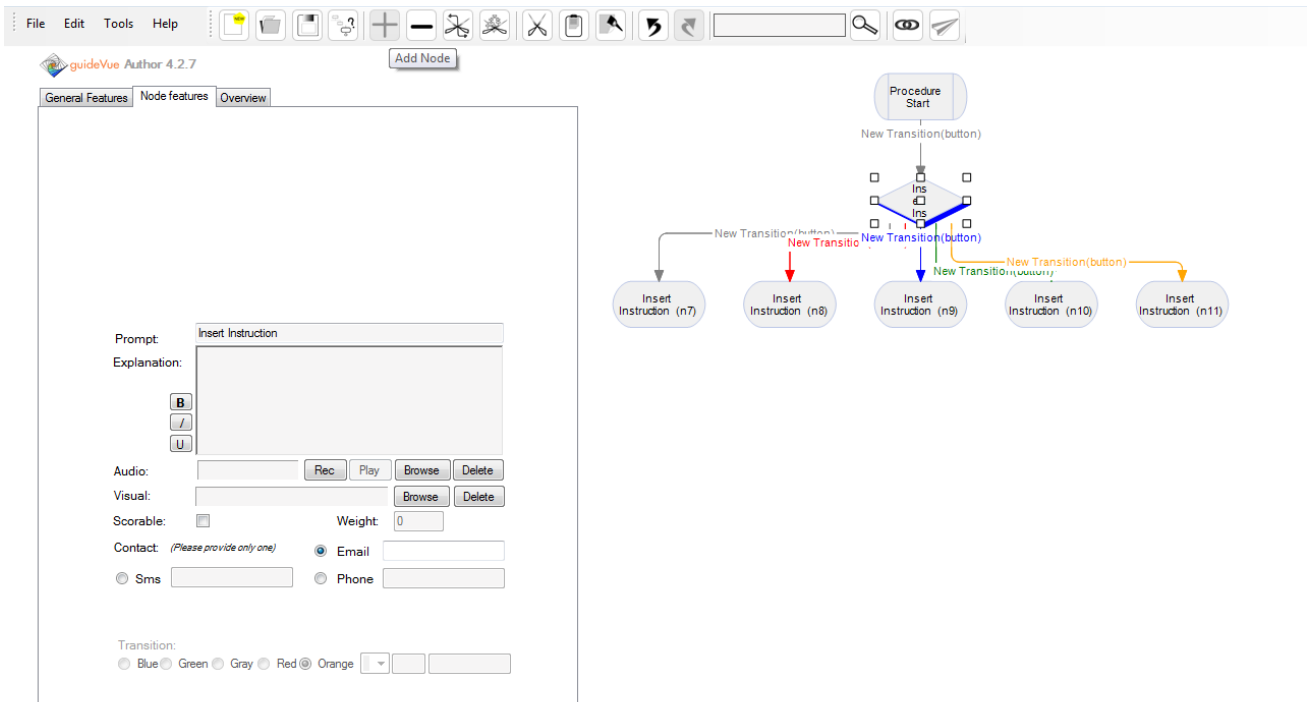 File Edit Tools Help
NEW
Add Node
guideVue Author 4.2.7
General Features Node features Overview
Prompt: Insert Instruction
Explanation:
B
I
U
Audio: Rec Play Browse Delete
Visual: Browse Delete
Scorable: Weight: 0
Contact: (Please provide only one) Email
Sms Phone
Transition:
Blue Green Gray Red Orange
Procedure
Start
New Transition(button)
Ins
Ins
New Transition(button)
New Transitio
New Transition(button)
New Transition(button)
New Transition(button)
Insert
Instruction (n7)
Insert
Instruction (n8)
Insert
Instruction (n9)
Insert
Instruction (n10)
Insert
Instruction (n11)